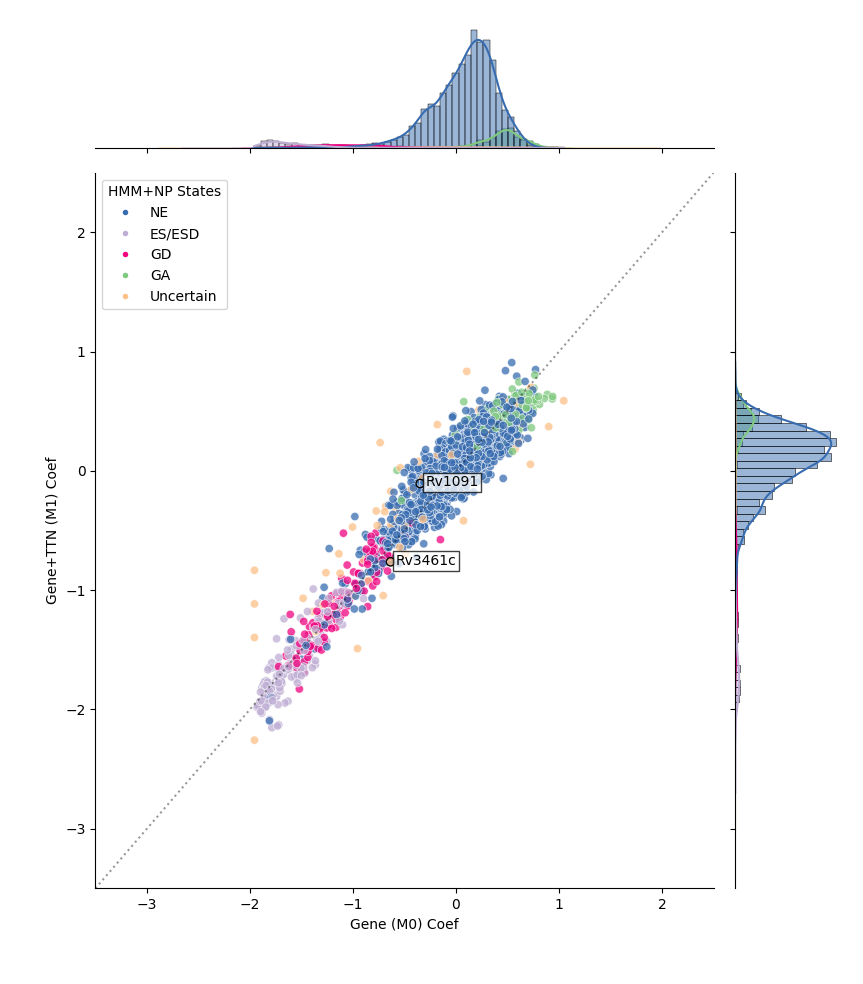 HMM+NP States
NE
ES/ESD
GD
GA
Uncertain
2
1
0
−1
−2
−3
Gene+TTN (M1) Coef
Rv1091
Rv3461c
−3
−2
−1
0
1
2
Gene (M0) Coef